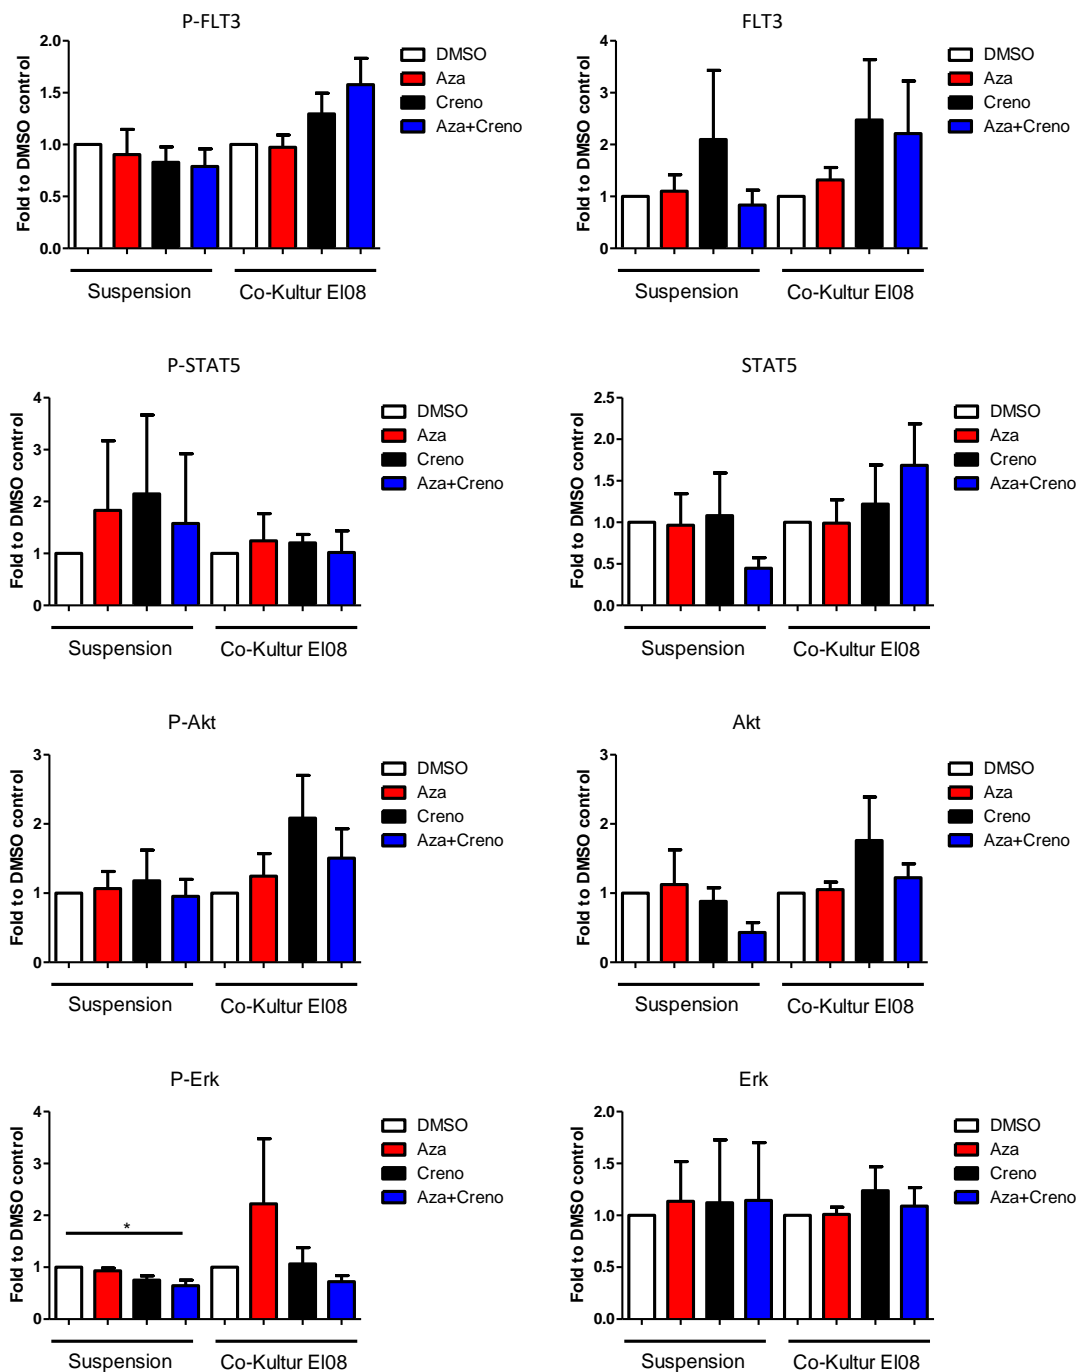 P-FLT3
Fold to DMSO control
2.0
1.5
1.0
0.5
0.0
DMSO
Aza
Creno
Aza+Creno
Suspension
Co-Kultur El08
FLT3
Fold to DMSO control
4
3
2
1
0
DMSO
Aza
Creno
Aza+Creno
Suspension
Co-Kultur El08
P-STAT5
Fold to DMSO control
4
3
2
1
0
DMSO
Aza
Creno
Aza+Creno
Suspension
Co-Kultur El08
STAT5
Fold to DMSO control
2.5
2.0
1.5
1.0
0.5
0.0
DMSO
Aza
Creno
Aza+Creno
Suspension
Co-Kultur El08
P-Akt
Fold to DMSO control
3
2
1
0
DMSO
Aza
Creno
Aza+Creno
Suspension
Co-Kultur El08
Akt
Fold to DMSO control
3
2
1
0
DMSO
Aza
Creno
Aza+Creno
Suspension
Co-Kultur El08
P-Erk
Fold to DMSO control
4
3
2
1
0
*
DMSO
Aza
Creno
Aza+Creno
Suspension
Co-Kultur El08
Erk
Fold to DMSO control
2.0
1.5
1.0
0.5
0.0
DMSO
Aza
Creno
Aza+Creno
Suspension
Co-Kultur El08